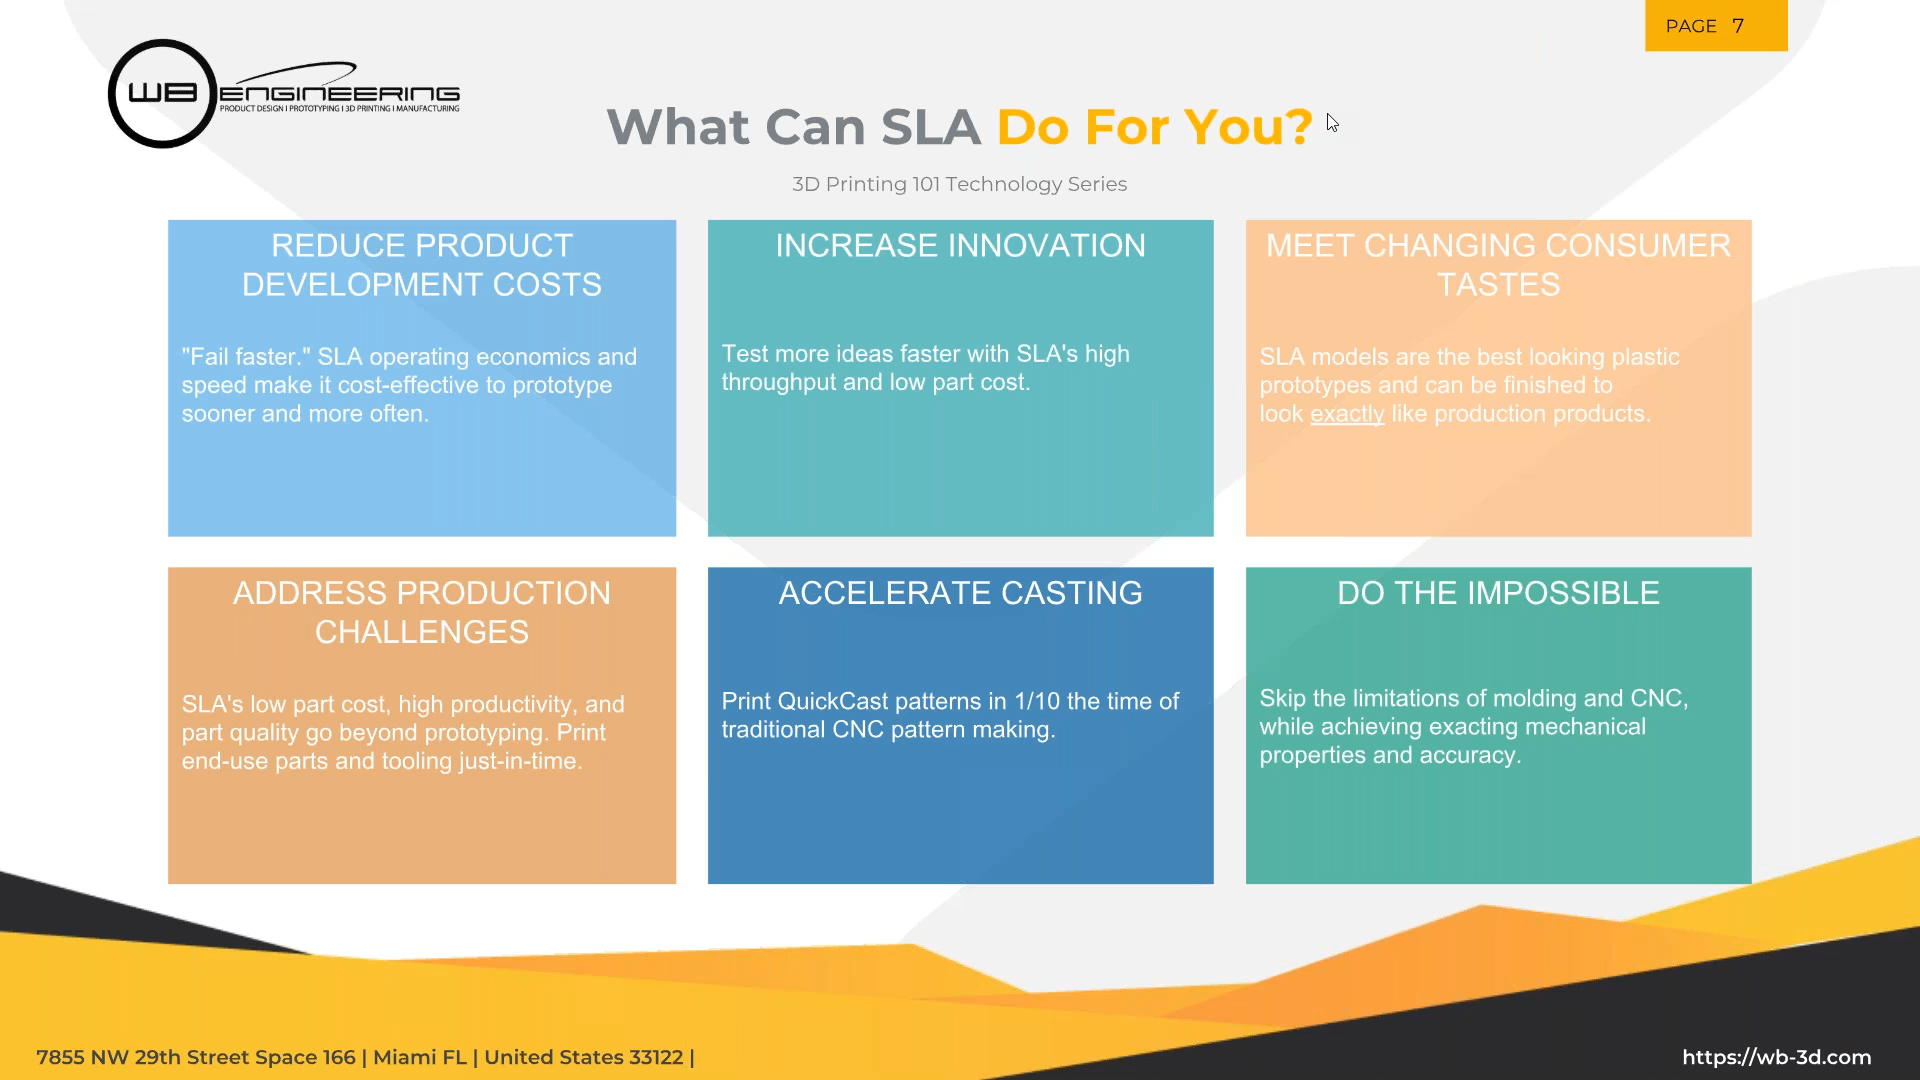 PAGE 7
WB ENGINEERING
PRODUCT DESIGN | PROTOTYPING | 3D PRINTING | MANUFACTURING
What Can SLA Do For You?
3D Printing 101 Technology Series
REDUCE PRODUCT
DEVELOPMENT COSTS
"Fail faster." SLA operating economics and
speed make it cost-effective to prototype
sooner and more often.
INCREASE INNOVATION
Test more ideas faster with SLA's high
throughput and low part cost.
MEET CHANGING CONSUMER
TASTES
SLA models are the best looking plastic
prototypes and can be finished to
look exactly like production products.
ADDRESS PRODUCTION
CHALLENGES
SLA's low part cost, high productivity, and
part quality go beyond prototyping. Print
end-use parts and tooling just-in-time.
ACCELERATE CASTING
Print QuickCast patterns in 1/10 the time of
traditional CNC pattern making.
DO THE IMPOSSIBLE
Skip the limitations of molding and CNC,
while achieving exacting mechanical
properties and accuracy.
7855 NW 29th Street Space 166 | Miami FL | United States 33122 |
https://wb-3d.com